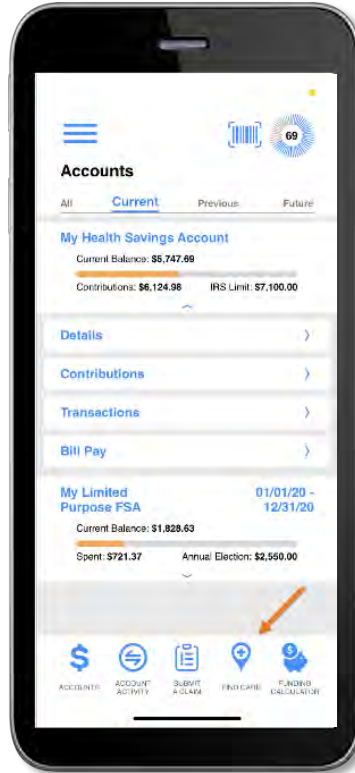 69
Accounts
All Current Previous Future
My Health Savings Account
Current Balance: $5,747.69
Contributions: $6,124.98 IRS Limit: $7,100.00
Details
Contributions
Transactions
Bill Pay
My Limited 01/01/20 -
Purpose FSA 12/31/20
Current Balance: $1,828.63
Spent: $721.37 Annual Election: $2,550.00
ACCOUNTS ACCOUNT SUBMIT FIND CARE FUNDING
ACTIVITY A CLAIM CALCULATOR